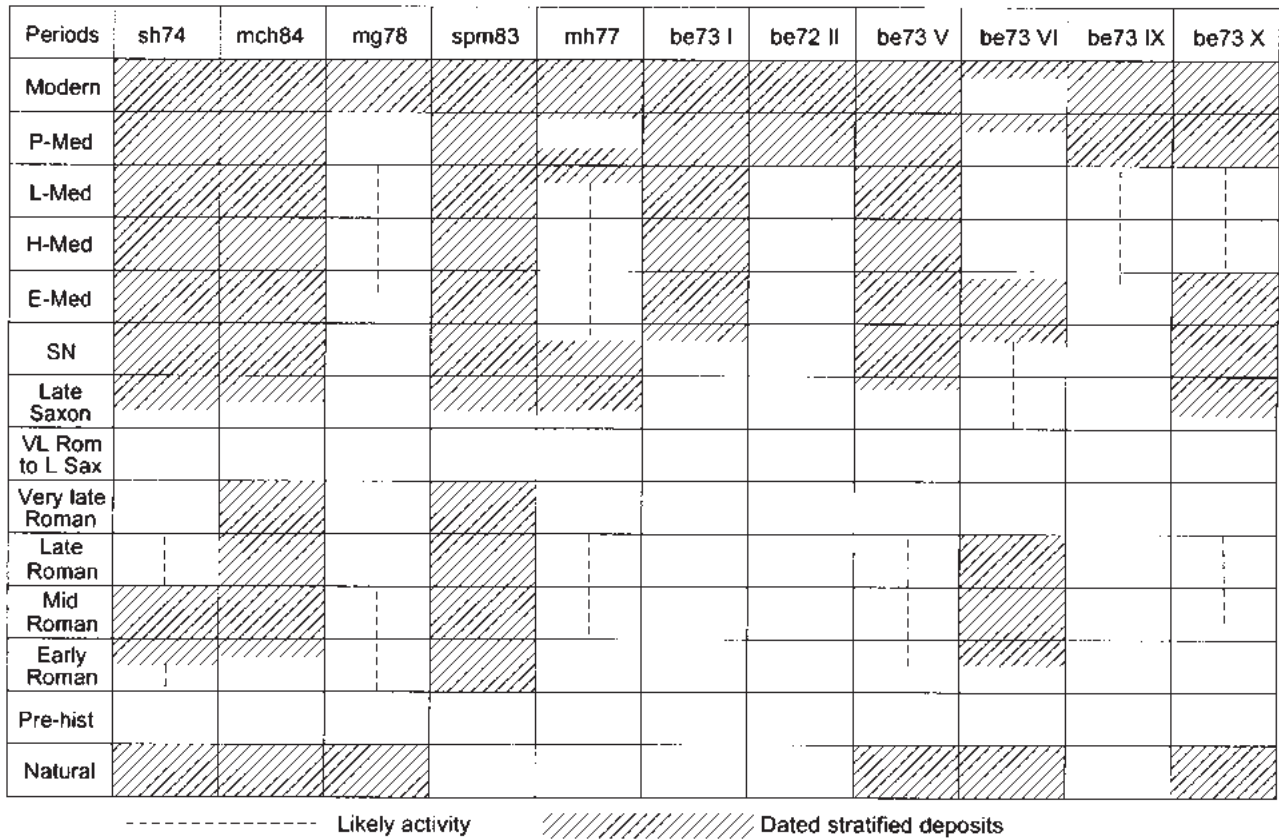 Periods sh74 mch84 mg78 spm83 mh77 be73 I be72 II be73 V be73 VI be73 IX be73 X
Modern
P-Med
L-Med
H-Med
E-Med
SN
Late
Saxon
VL Rom
to L Sax
Very late
Roman
Late
Roman
Mid
Roman
Early
Roman
Pre-hist
Natural
Likely activity Dated stratified deposits